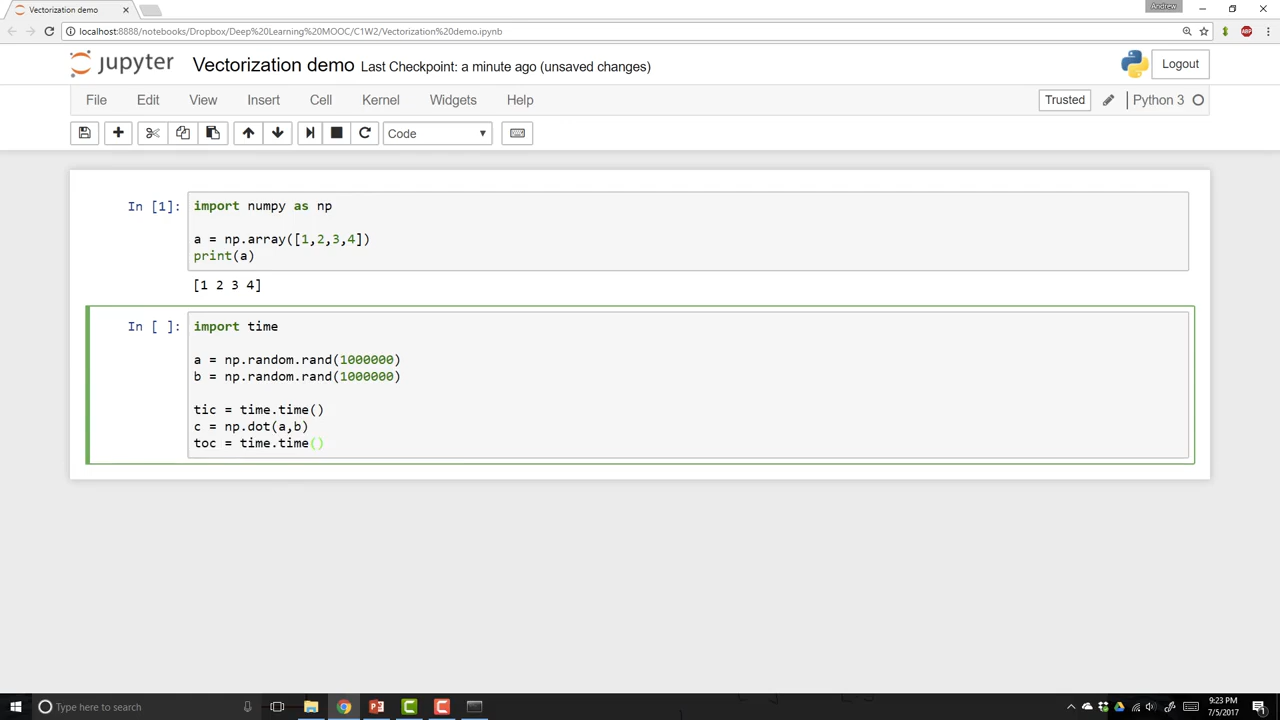 Vectorization demo
Andrew
localhost:8888/notebooks/Dropbox/Deep%20Learning%20MOOC/C1W2/Vectorization%20demo.ipynb
ABP
jupyter Vectorization demo Last Checkpoint: a minute ago (unsaved changes) Logout
File Edit View Insert Cell Kernel Widgets Help Trusted Python 3
Code
In [1]: import numpy as np
a = np.array([1,2,3,4])
print(a)
[1 2 3 4]
In [ ]: import time
a = np.random.rand(1000000)
b = np.random.rand(1000000)
tic = time.time()
c = np.dot(a,b)
toc = time.time()
Type here to search
9:23 PM
7/5/2017